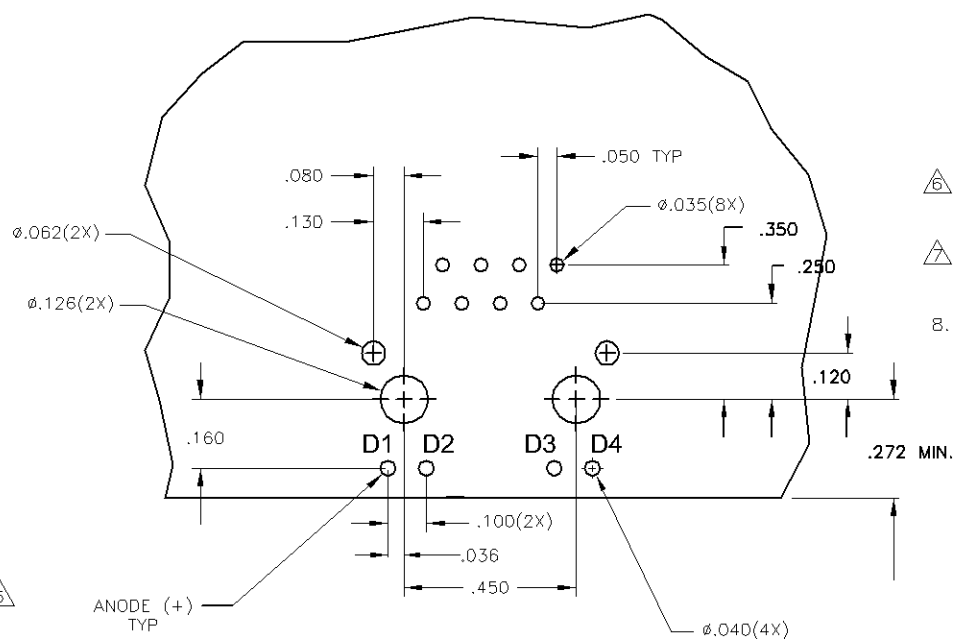 .050 TYP
.080
6
ø.035(8X)
.130
.350
ø.062(2X)
7
.250
ø.126(2X)
8.
.120
.160
D1 D2 D3 D4
.272 MIN.
.100(2X)
.036
.450
ANODE (+)
TYP
ø.040(4X)